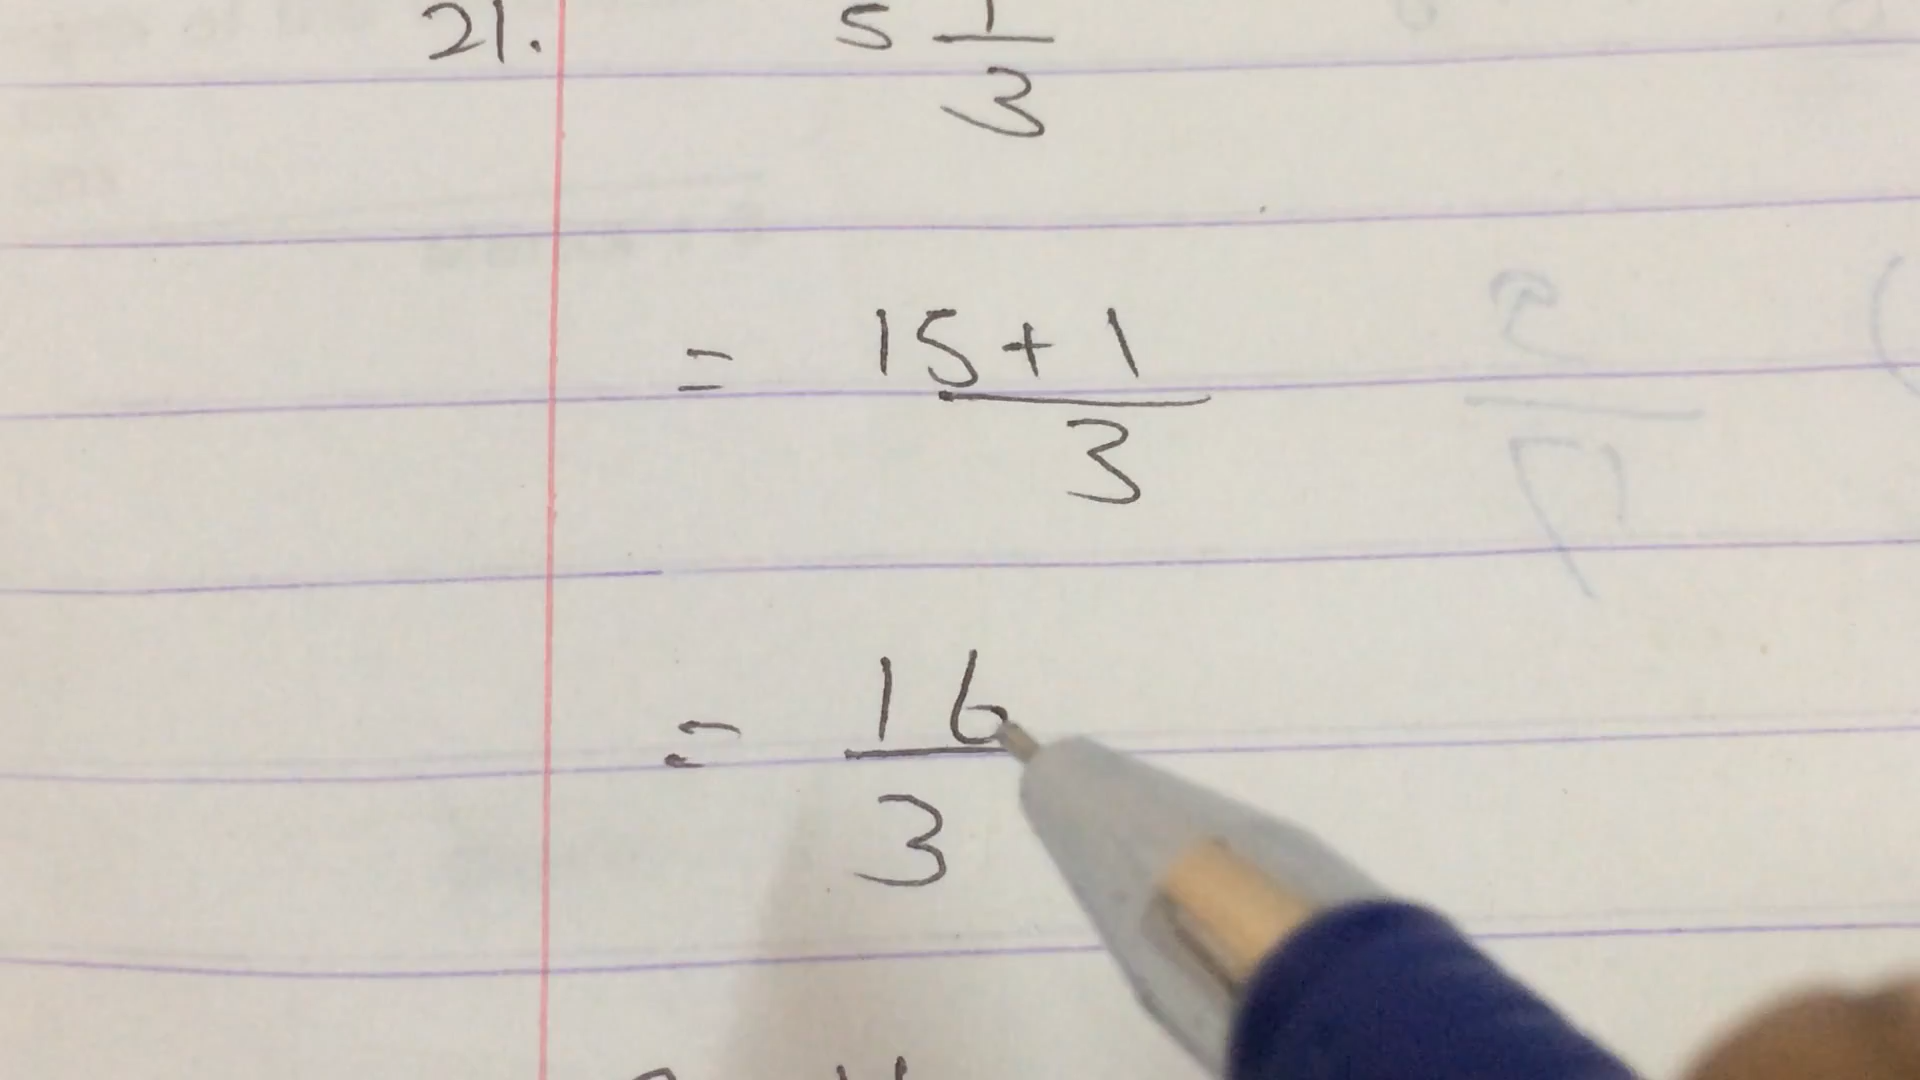 21. 5 1/3
= 15+1/3
= 16/3